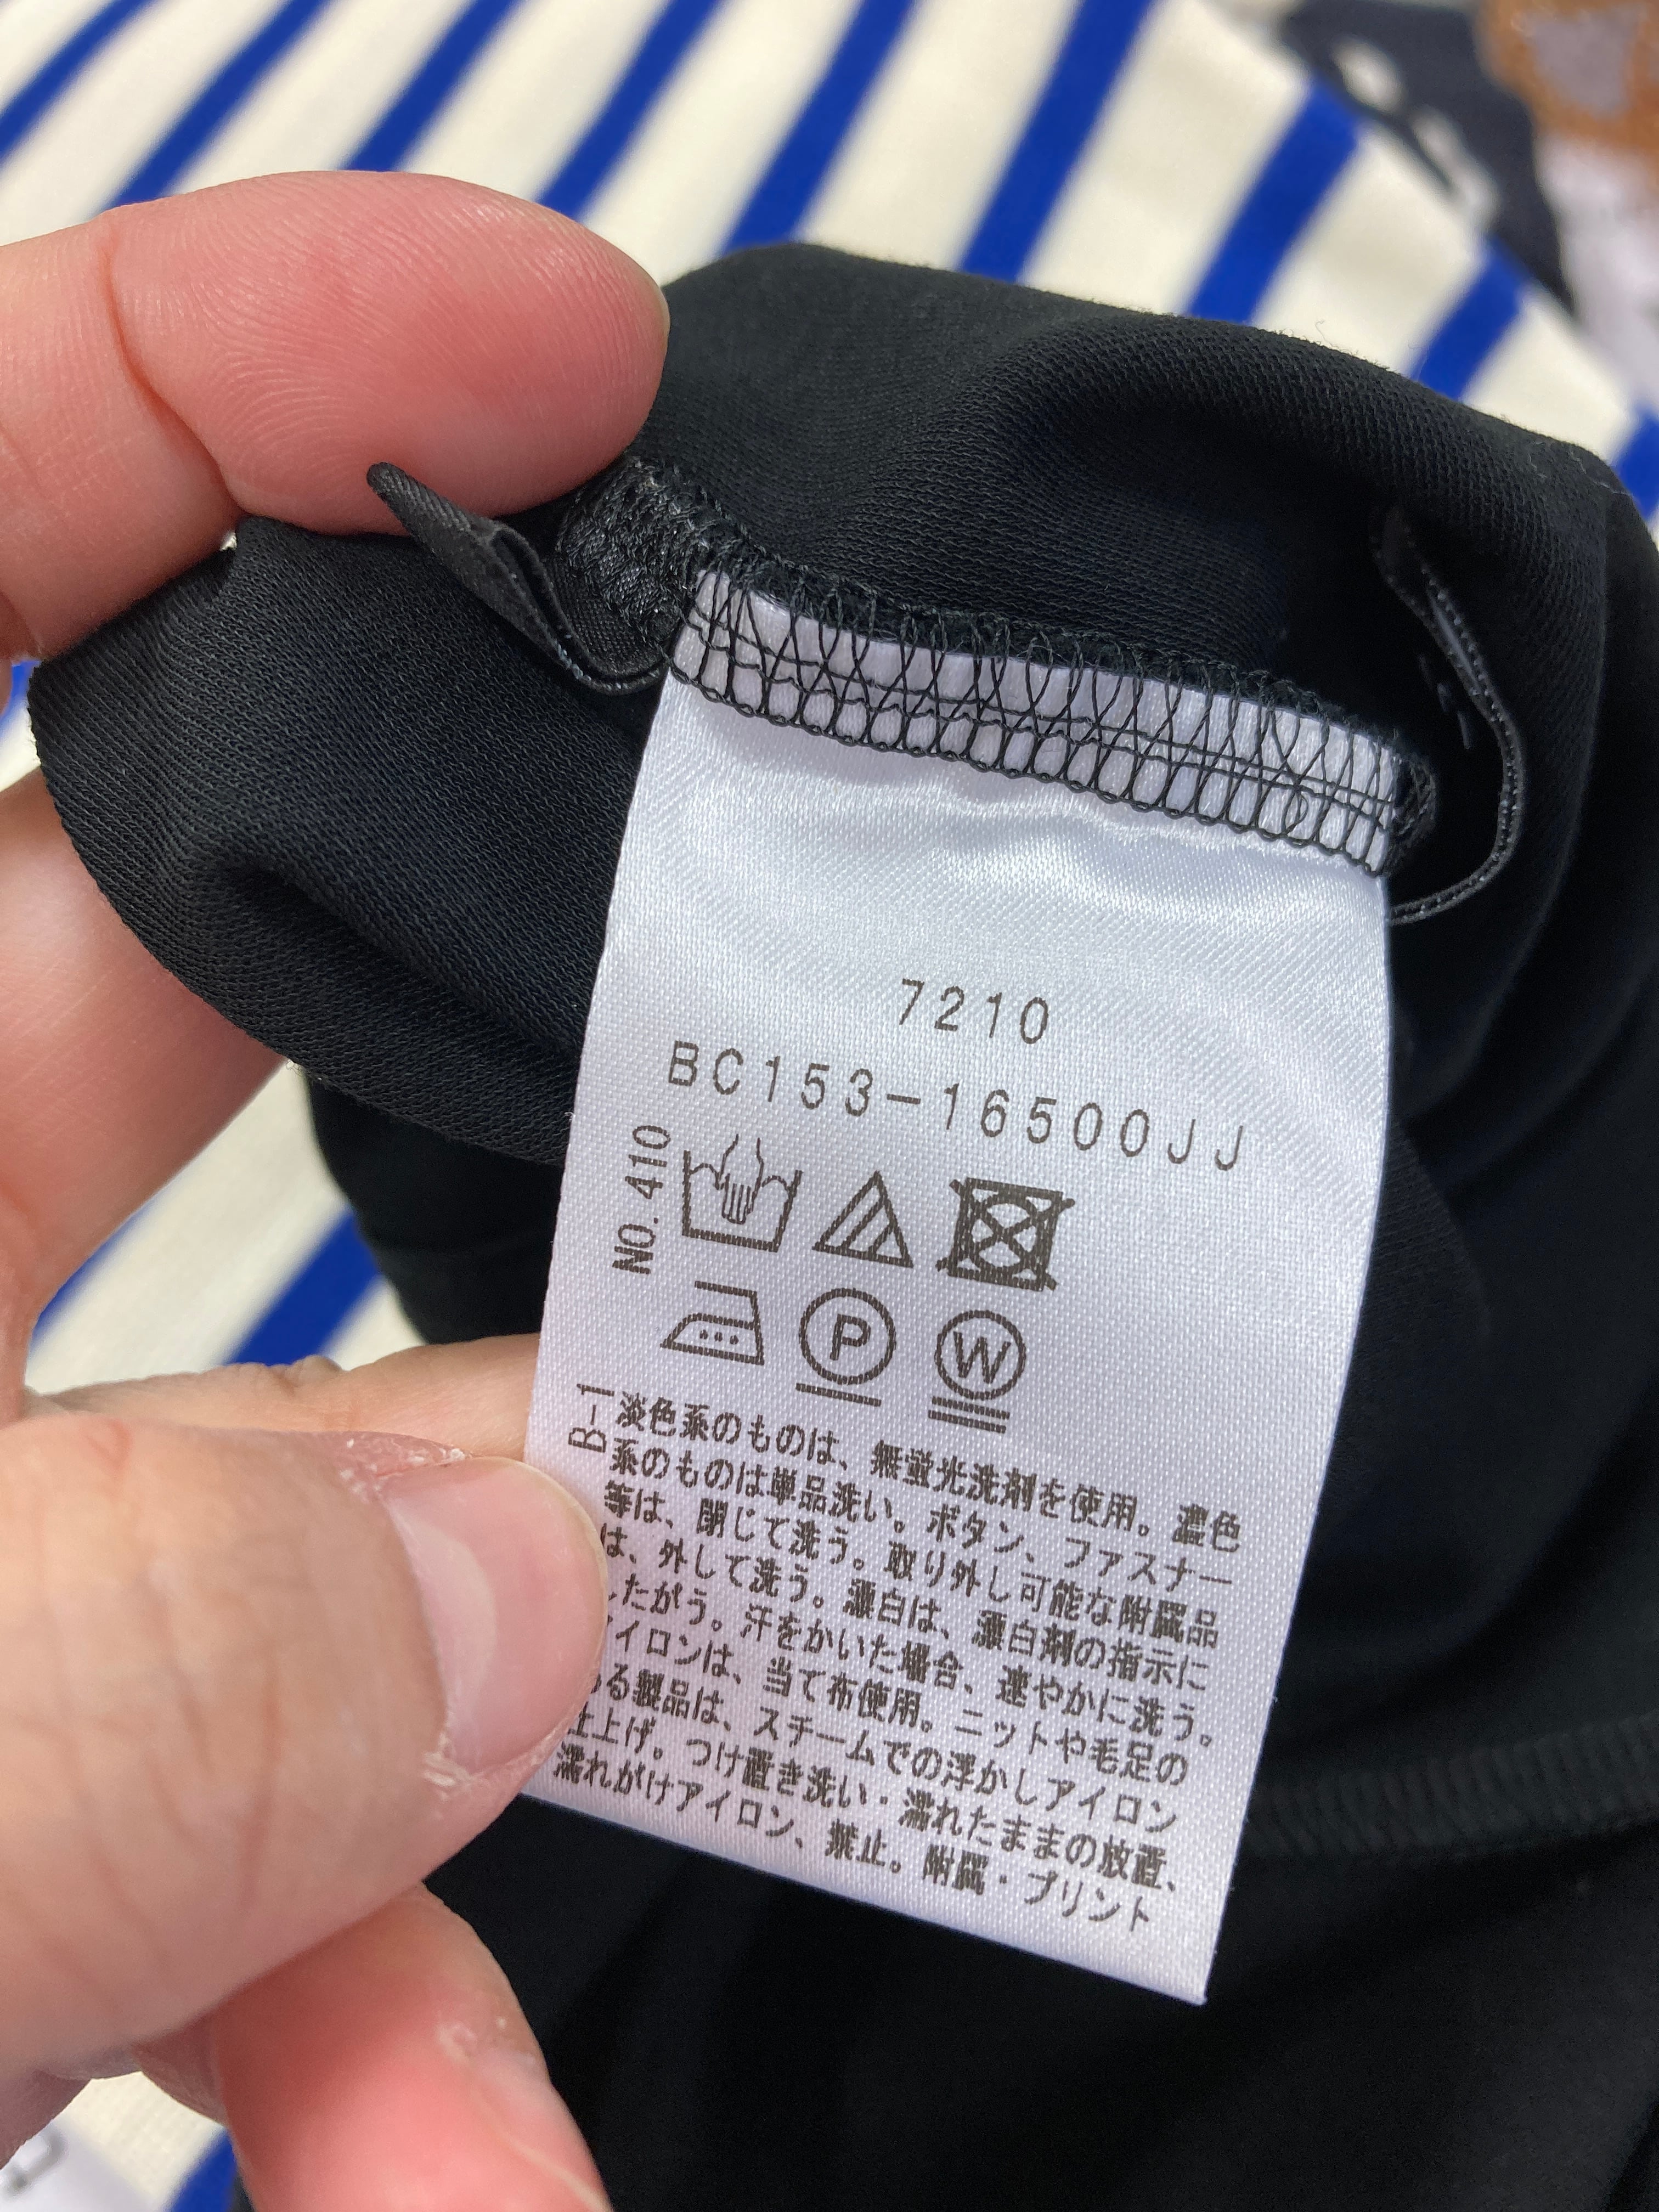 7210
BC153-16500JJ
NO. 410
P
W
B-1
淡色系のものは、無蛍光洗剤を使用。濃色
系のものは単品洗い。ボタン、ファスナー
等は、閉じて洗う。取り外し可能な附属品
は、外して洗う。漂白は、漂白剤の指示に
したがう。汗をかいた場合、速やかに洗う。
アイロンは、当て布使用。ニットや毛足の
ある製品は、スチームでの浮かしアイロン
仕上げ。つけ置き洗い・濡れたままの放置、
濡れがけアイロン、禁止。附属・プリント